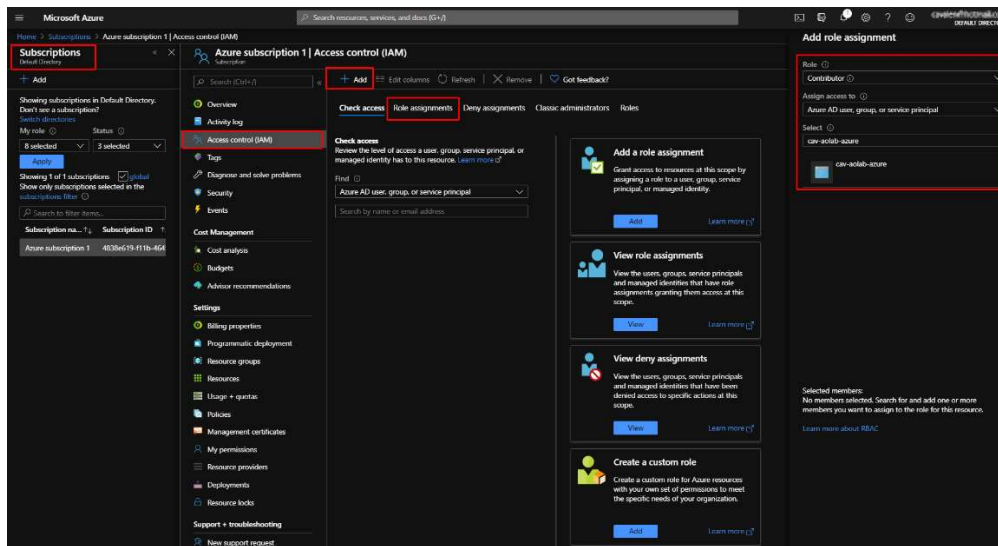 Microsoft Azure
Search resources, services, and docs (G+/)
DEFAULT DIRECT
Home > Subscriptions > Azure subscription 1 | Access control (IAM)
Subscriptions
Default Directory
+ Add
Showing subscriptions in Default Directory.
Don't see a subscription?
Switch directories
My role
Status
8 selected
3 selected
Apply
Showing 1 of 1 subscriptions global
Show only subscriptions selected in the
subscriptions filter
Search to filter items...
Subscription na...↑↓ Subscription ID ↑
Azure subscription 1 4838e619-f11b-464
Azure subscription 1 | Access control (IAM)
Subscription
Search (Ctrl+/)
Overview
Activity log
Access control (IAM)
Tags
Diagnose and solve problems
Security
Events
Cost Management
Cost analysis
Budgets
Advisor recommendations
Settings
Billing properties
Programmatic deployment
Resource groups
Resources
Usage + quotas
Policies
Management certificates
My permissions
Resource providers
Deployments
Resource locks
Support + troubleshooting
New support request
+ Add Edit columns Refresh Remove Got feedback?
Check access Role assignments Deny assignments Classic administrators Roles
Check access
Review the level of access a user, group, service principal, or
managed identity has to this resource. Learn more
Find
Azure AD user, group, or service principal
Search by name or email address
Add a role assignment
Grant access to resources at this scope by
assigning a role to a user, group, service
principal, or managed identity.
Add Learn more
View role assignments
View the users, groups, service principals
and managed identities that have role
assignments granting them access at this
scope.
View Learn more
View deny assignments
View the users, groups, service principals
and managed identities that have been
denied access to specific actions at this
scope.
View Learn more
Create a custom role
Create a custom role for Azure resources
with your own set of permissions to meet
the specific needs of your organization.
Add Learn more
Add role assignment
Role
Contributor
Assign access to
Azure AD user, group, or service principal
Select
cav-aolab-azure
cav-aolab-azure
Selected members:
No members selected. Search for and add one or more
members you want to assign to the role for this resource.
Learn more about RBAC